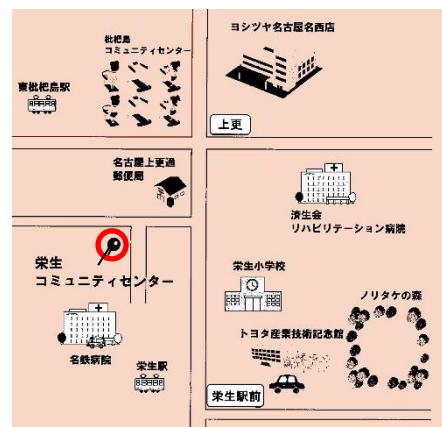 ヨシヅヤ名古屋名西店
枇杷島
コミュニティセンター
東枇杷島駅
上更
名古屋上更通
郵便局
済生会
リハビリテーション病院
栄生
コミュニティセンター
栄生小学校
ノリタケの森
トヨタ産業技術記念館
名鉄病院
栄生駅
栄生駅前